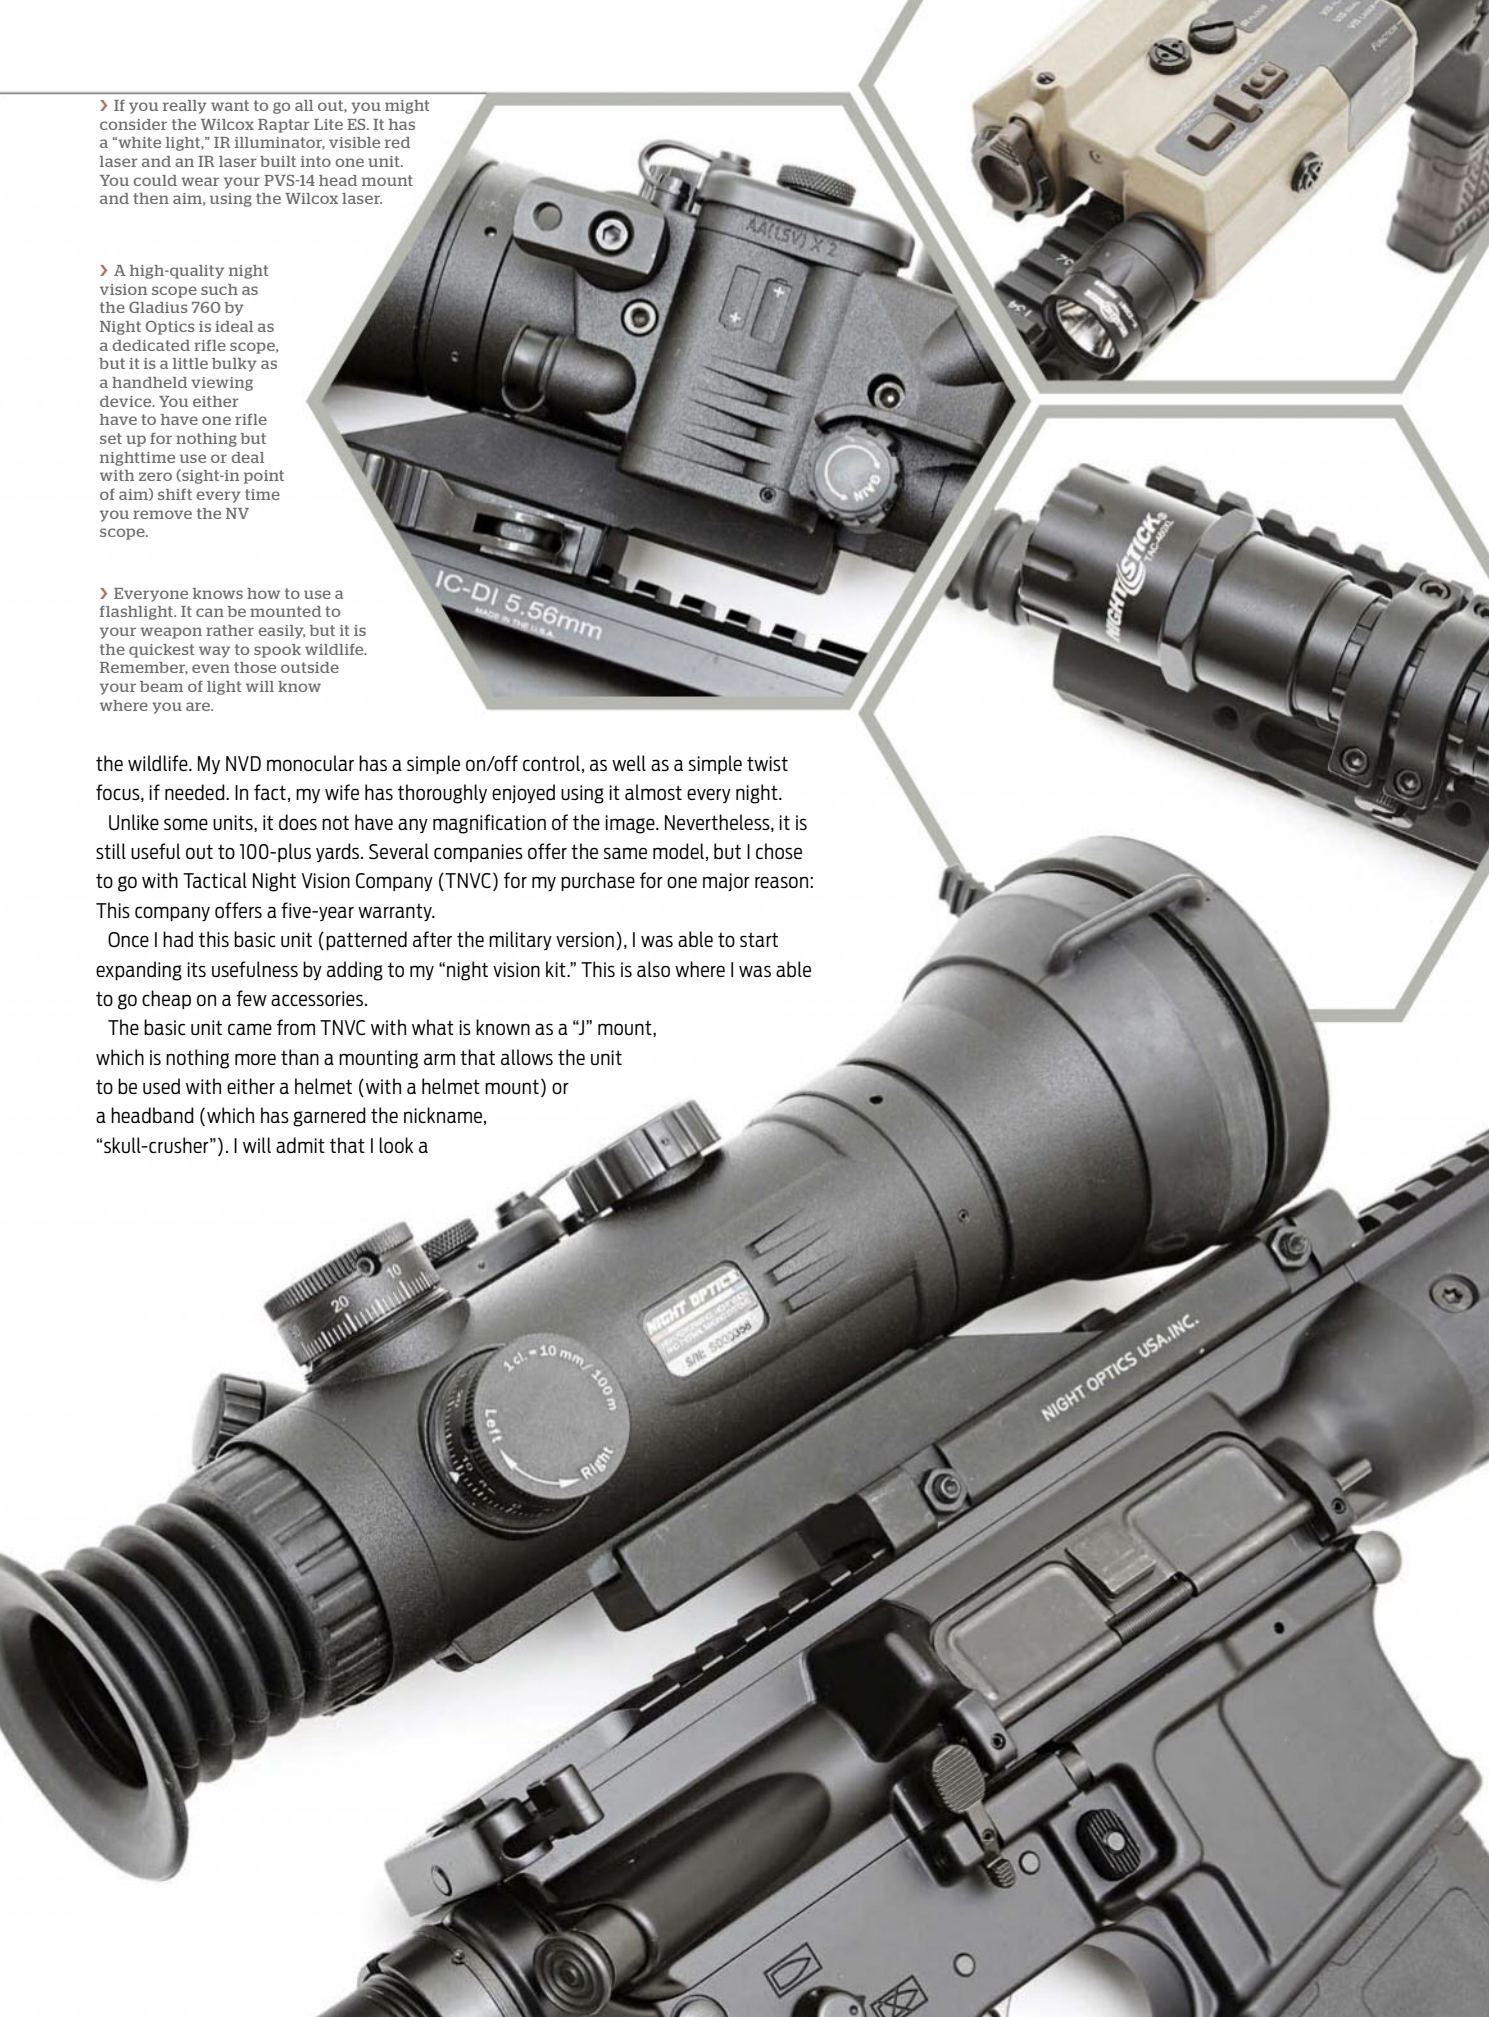 › If you really want to go all out, you might
consider the Wilcox Raptar Lite ES. It has
a “white light,” IR illuminator, visible red
laser and an IR laser built into one unit.
You could wear your PVS-14 head mount
and then aim, using the Wilcox laser.
› A high-quality night
vision scope such as
the Gladius 760 by
Night Optics is ideal as
a dedicated rifle scope,
but it is a little bulky as
a handheld viewing
device. You either
have to have one rifle
set up for nothing but
nighttime use or deal
with zero (sight-in point
of aim) shift every time
you remove the NV
scope.
› Everyone knows how to use a
flashlight. It can be mounted to
your weapon rather easily, but it is
the quickest way to spook wildlife.
Remember, even those outside
your beam of light will know
where you are.
AA(1.5V) X 2
GAIN
IC-DI 5.56mm
MADE IN THE U.S.A.
FUNCTION
NIGHTSTICK
TAC-460XL
the wildlife. My NVD monocular has a simple on/off control, as well as a simple twist
focus, if needed. In fact, my wife has thoroughly enjoyed using it almost every night.
Unlike some units, it does not have any magnification of the image. Nevertheless, it is
still useful out to 100-plus yards. Several companies offer the same model, but I chose
to go with Tactical Night Vision Company (TNVC) for my purchase for one major reason:
This company offers a five-year warranty.
Once I had this basic unit (patterned after the military version), I was able to start
expanding its usefulness by adding to my “night vision kit.” This is also where I was able
to go cheap on a few accessories.
The basic unit came from TNVC with what is known as a “J” mount,
which is nothing more than a mounting arm that allows the unit
to be used with either a helmet (with a helmet mount) or
a headband (which has garnered the nickname,
“skull-crusher”). I will admit that I look a
20 10
1 cl. = 10 mm/100 m
Left
Right
NIGHT OPTICS
S/N: S000358
NIGHT OPTICS USA, INC.